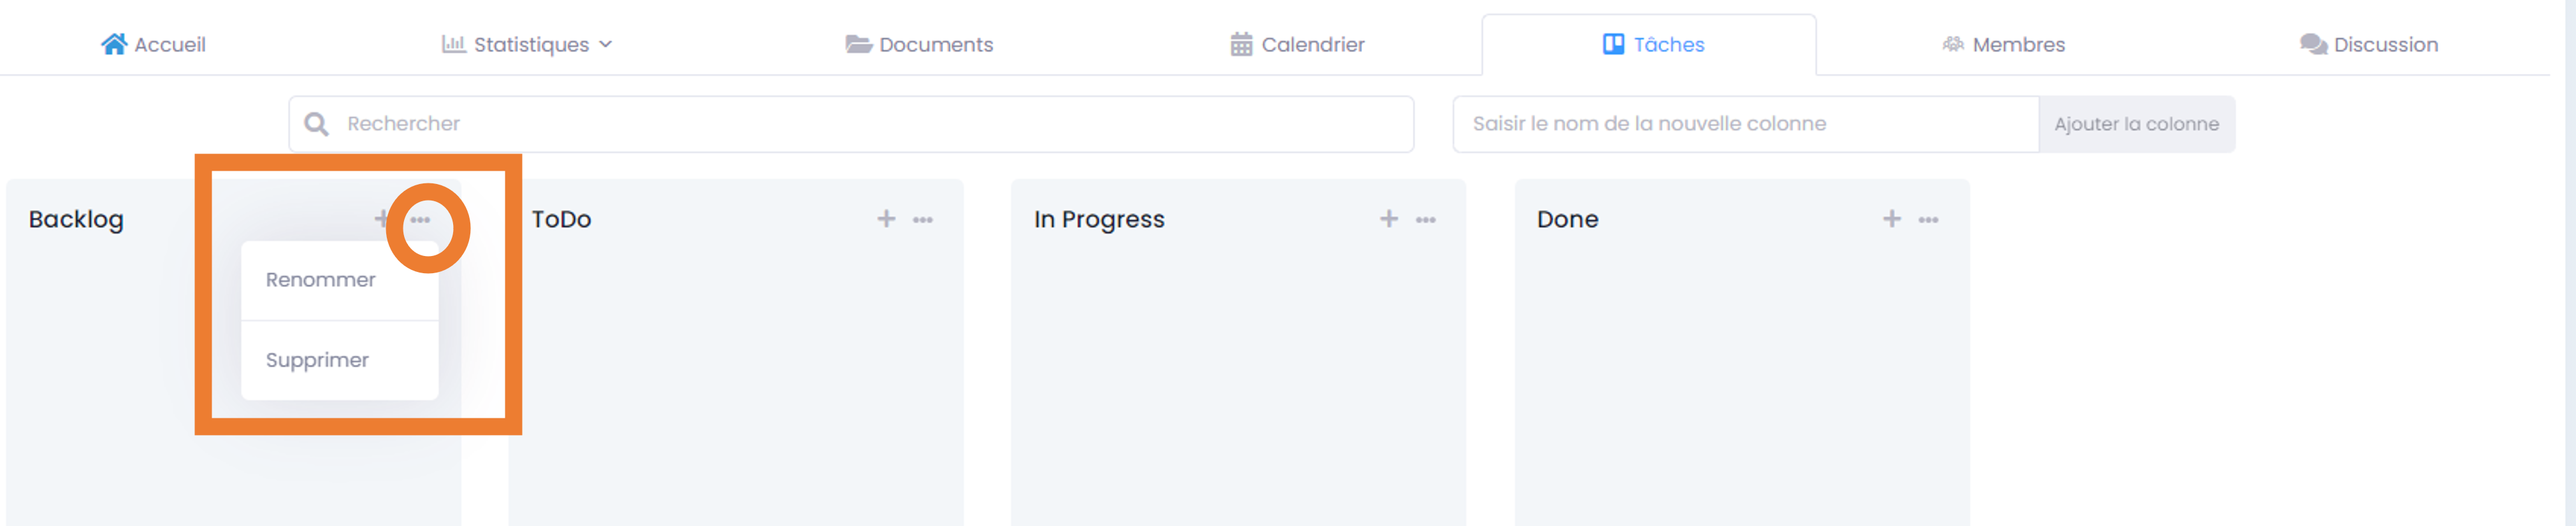 Accueil
Statistiques
Documents
Calendrier
Tâches
Membres
Discussion
Rechercher
Saisir le nom de la nouvelle colonne
Ajouter la colonne
Backlog
Renommer
Supprimer
ToDo
In Progress
Done